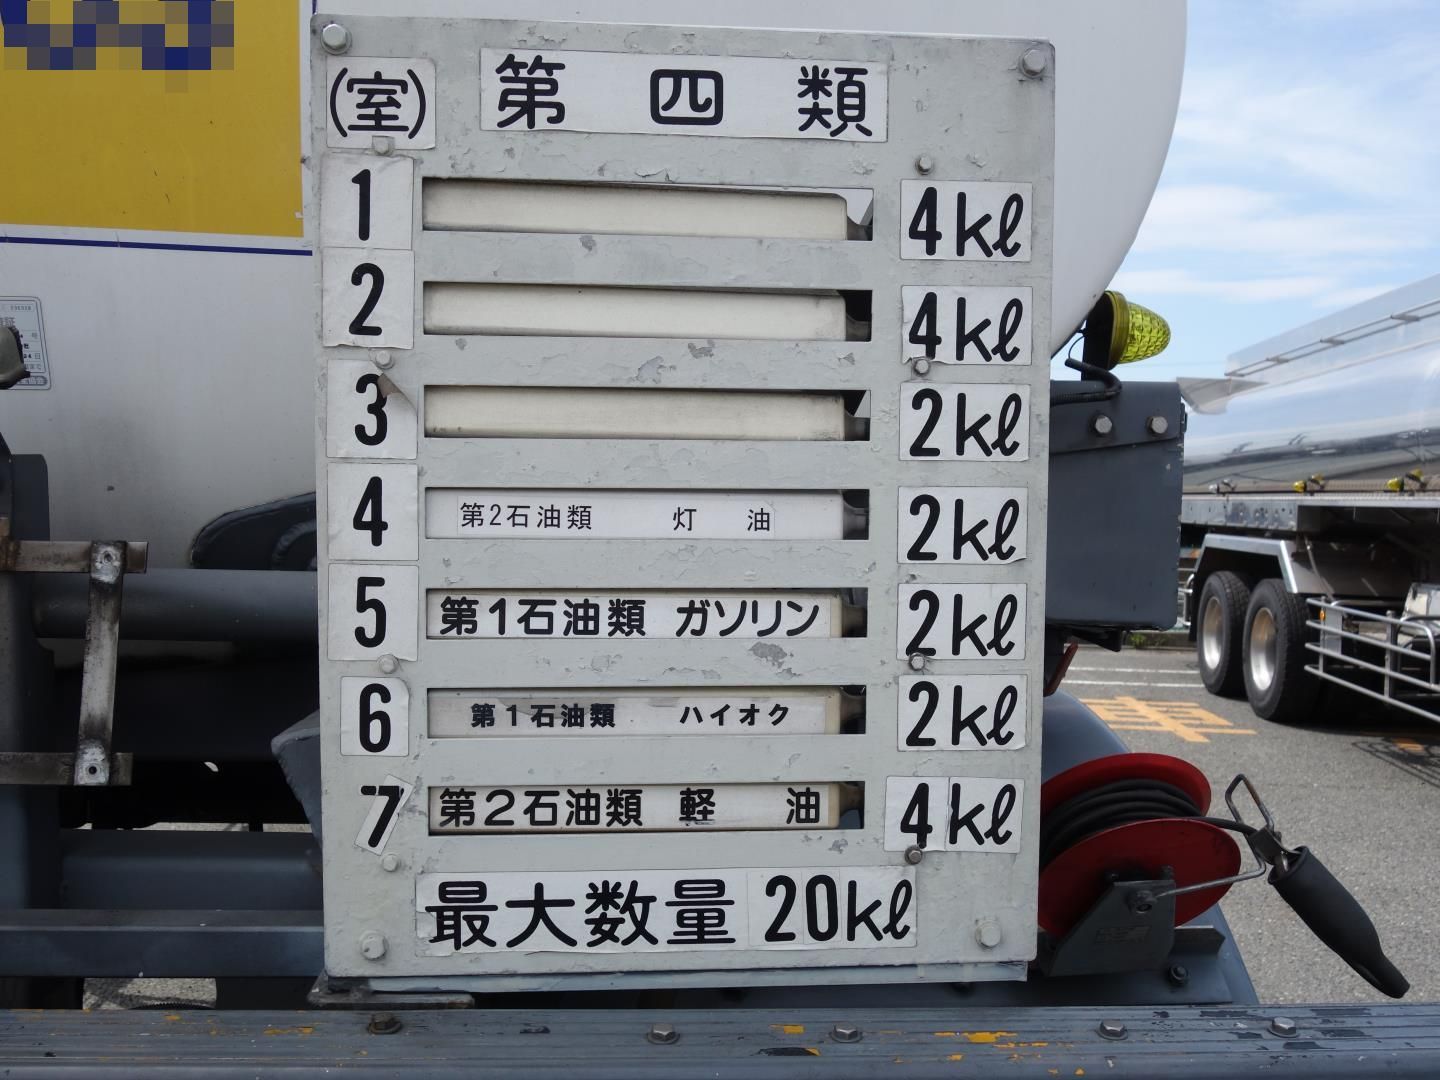 (室) 第四類
1 4kl
2 4kl
3 2kl
4 第2石油類 灯油 2kl
5 第1石油類 ガソリン 2kl
6 第1石油類 ハイオク 2kl
7 第2石油類 軽油 4kl
最大数量 20kl